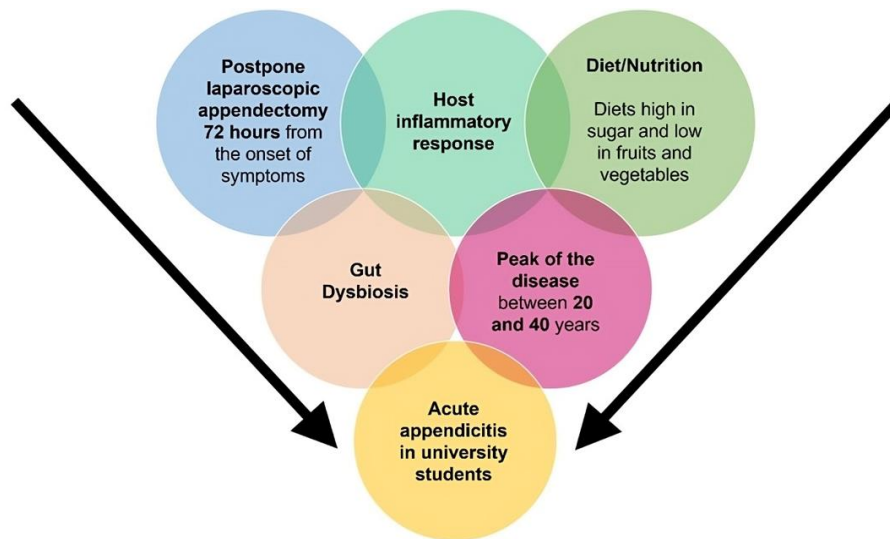 Postpone
laparoscopic
appendectomy
72 hours from
the onset of
symptoms
Host
inflammatory
response
Diet/Nutrition
Diets high in
sugar and low
in fruits and
vegetables
Gut
Dysbiosis
Peak of the
disease
between 20
and 40 years
Acute
appendicitis
in university
students